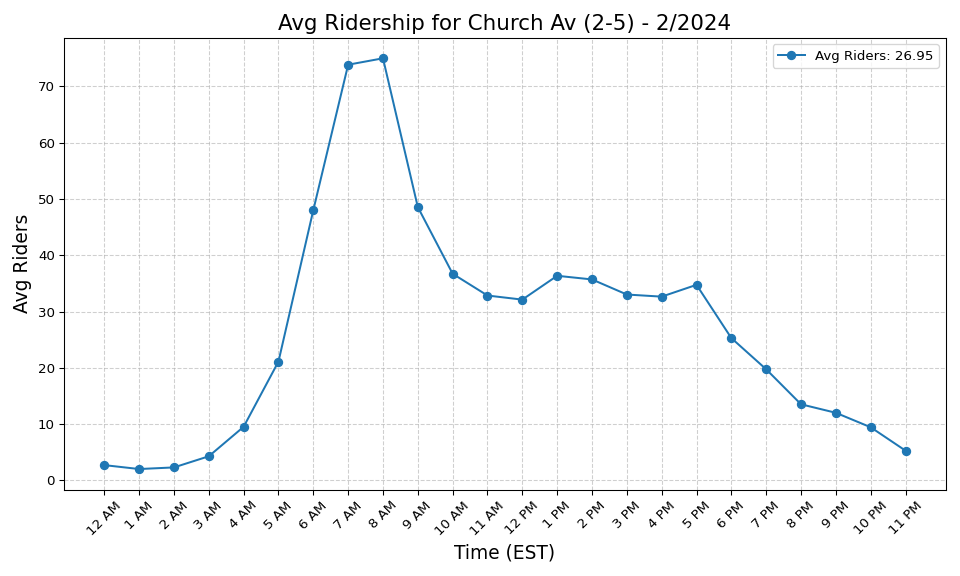 Avg Ridership for Church Av (2-5) - 2/2024
Avg Riders: 26.95
Avg Riders
70
60
50
40
30
20
10
0
12 AM
1 AM
2 AM
3 AM
4 AM
5 AM
6 AM
7 AM
8 AM
9 AM
10 AM
11 AM
12 PM
1 PM
2 PM
3 PM
4 PM
5 PM
6 PM
7 PM
8 PM
9 PM
10 PM
11 PM
Time (EST)